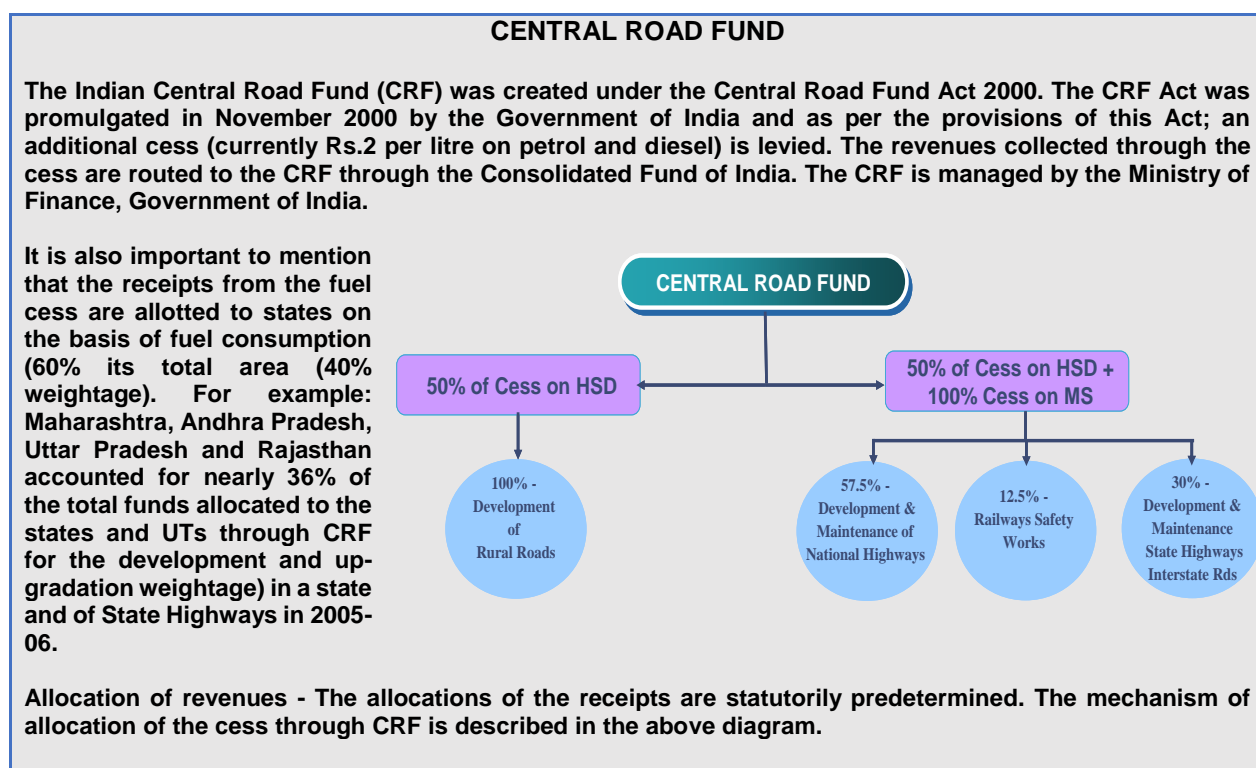 CENTRAL ROAD FUND
The Indian Central Road Fund (CRF) was created under the Central Road Fund Act 2000. The CRF Act was
promulgated in November 2000 by the Government of India and as per the provisions of this Act; an
additional cess (currently Rs.2 per litre on petrol and diesel) is levied. The revenues collected through the
cess are routed to the CRF through the Consolidated Fund of India. The CRF is managed by the Ministry of
Finance, Government of India.
It is also important to mention
that the receipts from the fuel
cess are allotted to states on
the basis of fuel consumption
(60% its total area (40%
weightage). For example:
Maharashtra, Andhra Pradesh,
Uttar Pradesh and Rajasthan
accounted for nearly 36% of
the total funds allocated to the
states and UTs through CRF
for the development and up-
gradation weightage) in a state
and of State Highways in 2005-
06.
CENTRAL ROAD FUND
50% of Cess on HSD
50% of Cess on HSD +
100% Cess on MS
100% -
Development
of
Rural Roads
57.5% -
Development &
Maintenance of
National Highways
12.5% -
Railways Safety
Works
30% -
Development &
Maintenance
State Highways
Interstate Rds
Allocation of revenues - The allocations of the receipts are statutorily predetermined. The mechanism of
allocation of the cess through CRF is described in the above diagram.